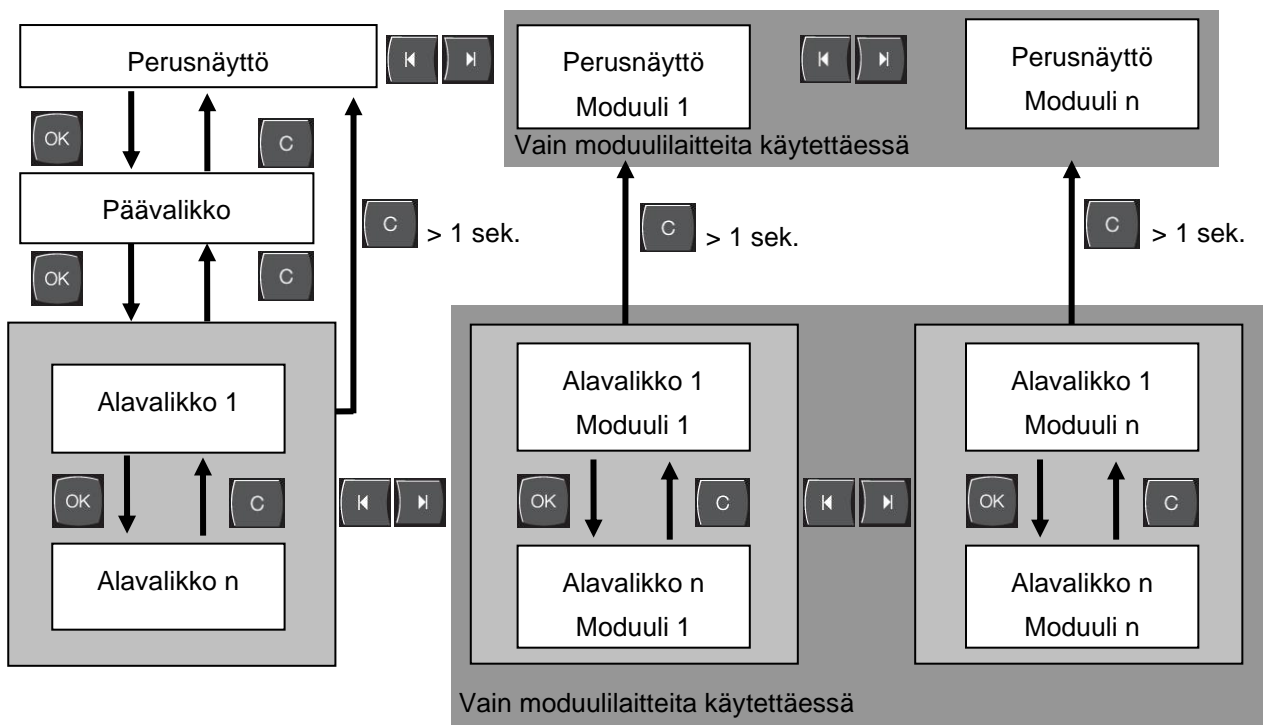 Perusnäyttö
Perusnäyttö
Moduuli 1
Perusnäyttö
Moduuli n
Vain moduulilaitteita käytettäessä
OK
C
Päävalikko
C
> 1 sek.
C
> 1 sek.
C
> 1 sek.
OK
C
Alavalikko 1
Alavalikko 1
Moduuli 1
Alavalikko 1
Moduuli n
OK
C
OK
C
OK
C
Alavalikko n
Alavalikko n
Moduuli 1
Alavalikko n
Moduuli n
Vain moduulilaitteita käytettäessä